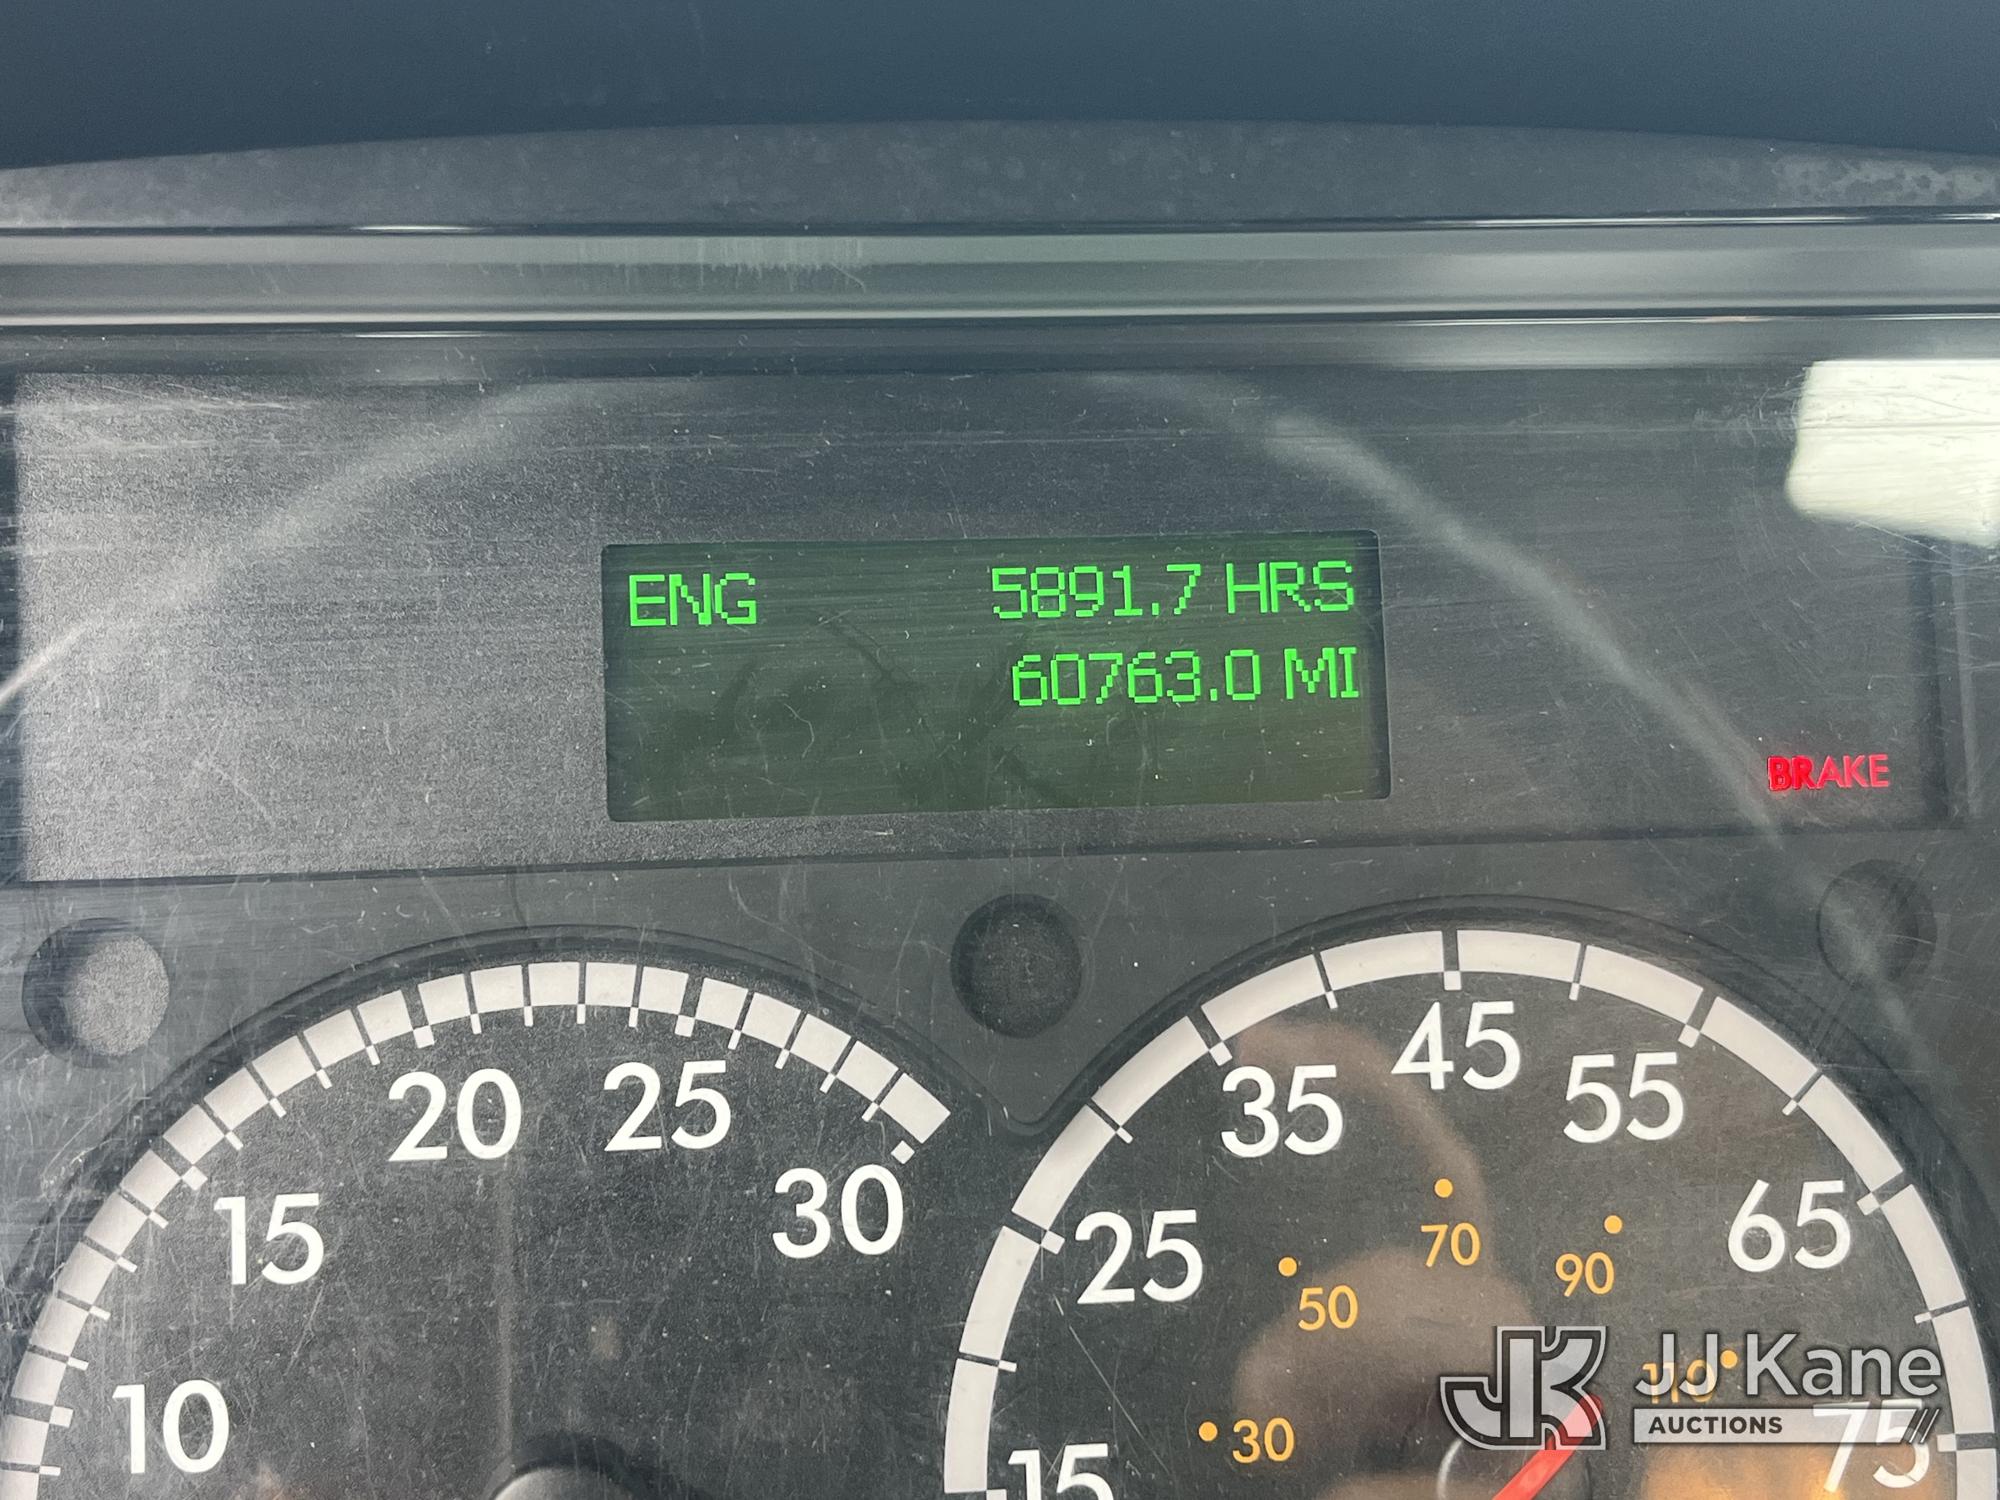 ENG 5891.7 HRS
60763.0 MI
BRAKE
10 15 20 25 30
15 25 35 45 55 65 75
30 50 70 90 110
JJ Kane
AUCTIONS